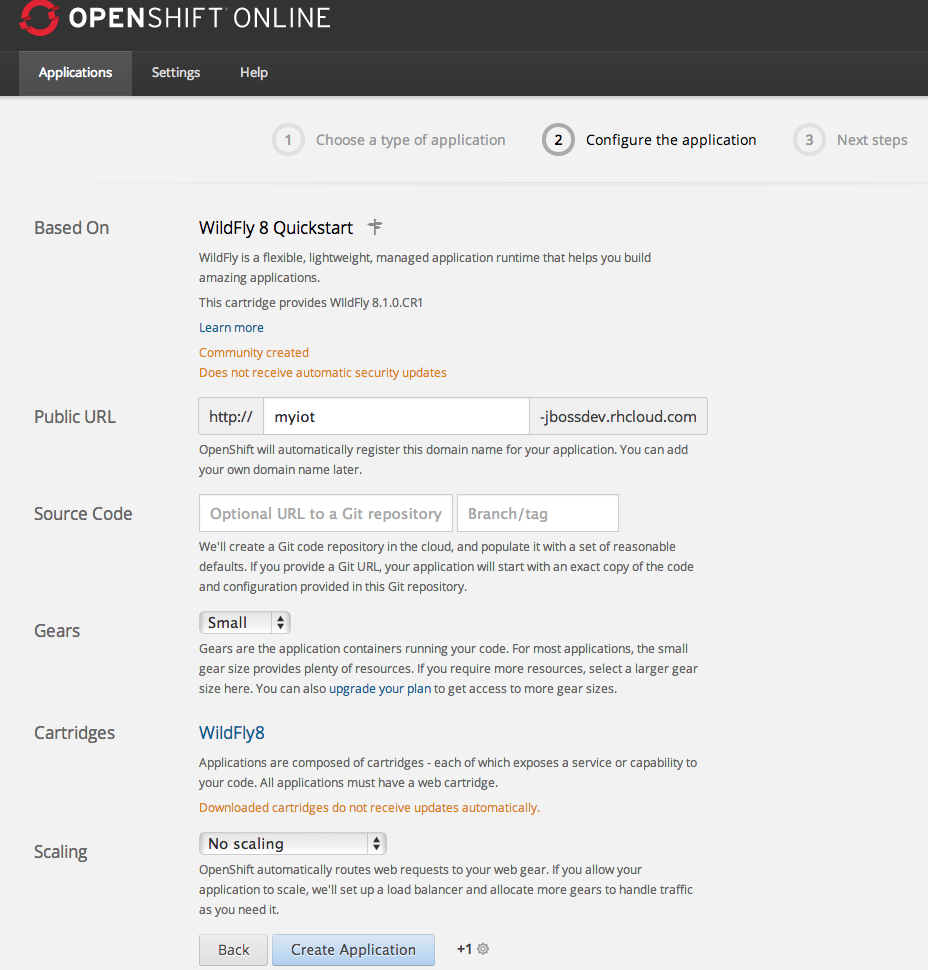 OPENSHIFT ONLINE
Applications Settings Help
1 Choose a type of application 2 Configure the application 3 Next steps
Based On
WildFly 8 Quickstart
WildFly is a flexible, lightweight, managed application runtime that helps you build
amazing applications.
This cartridge provides WIldFly 8.1.0.CR1
Learn more
Community created
Does not receive automatic security updates
Public URL
http:// myiot -jbossdev.rhcloud.com
OpenShift will automatically register this domain name for your application. You can add
your own domain name later.
Source Code
Optional URL to a Git repository Branch/tag
We'll create a Git code repository in the cloud, and populate it with a set of reasonable
defaults. If you provide a Git URL, your application will start with an exact copy of the code
and configuration provided in this Git repository.
Gears
Small
Gears are the application containers running your code. For most applications, the small
gear size provides plenty of resources. If you require more resources, select a larger gear
size here. You can also upgrade your plan to get access to more gear sizes.
Cartridges
WildFly8
Applications are composed of cartridges - each of which exposes a service or capability to
your code. All applications must have a web cartridge.
Downloaded cartridges do not receive updates automatically.
Scaling
No scaling
OpenShift automatically routes web requests to your web gear. If you allow your
application to scale, we'll set up a load balancer and allocate more gears to handle traffic
as you need it.
Back Create Application +1